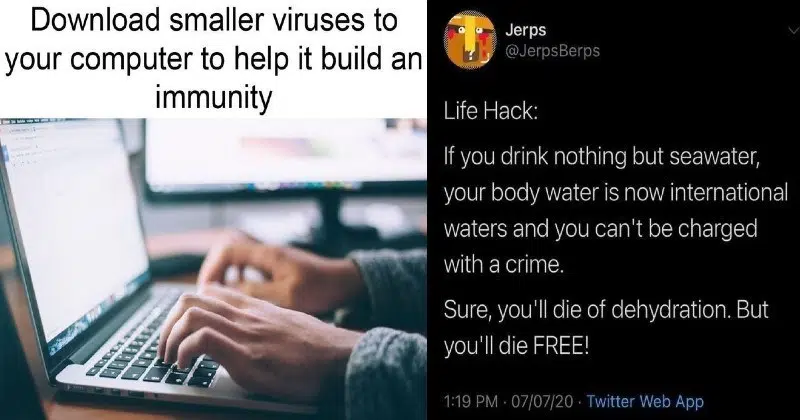 Download smaller viruses to
your computer to help it build an
immunity
Jerps
@JerpsBerps
Life Hack:
If you drink nothing but seawater,
your body water is now international
waters and you can't be charged
with a crime.
Sure, you'll die of dehydration. But
you'll die FREE!
1:19 PM · 07/07/20 · Twitter Web App